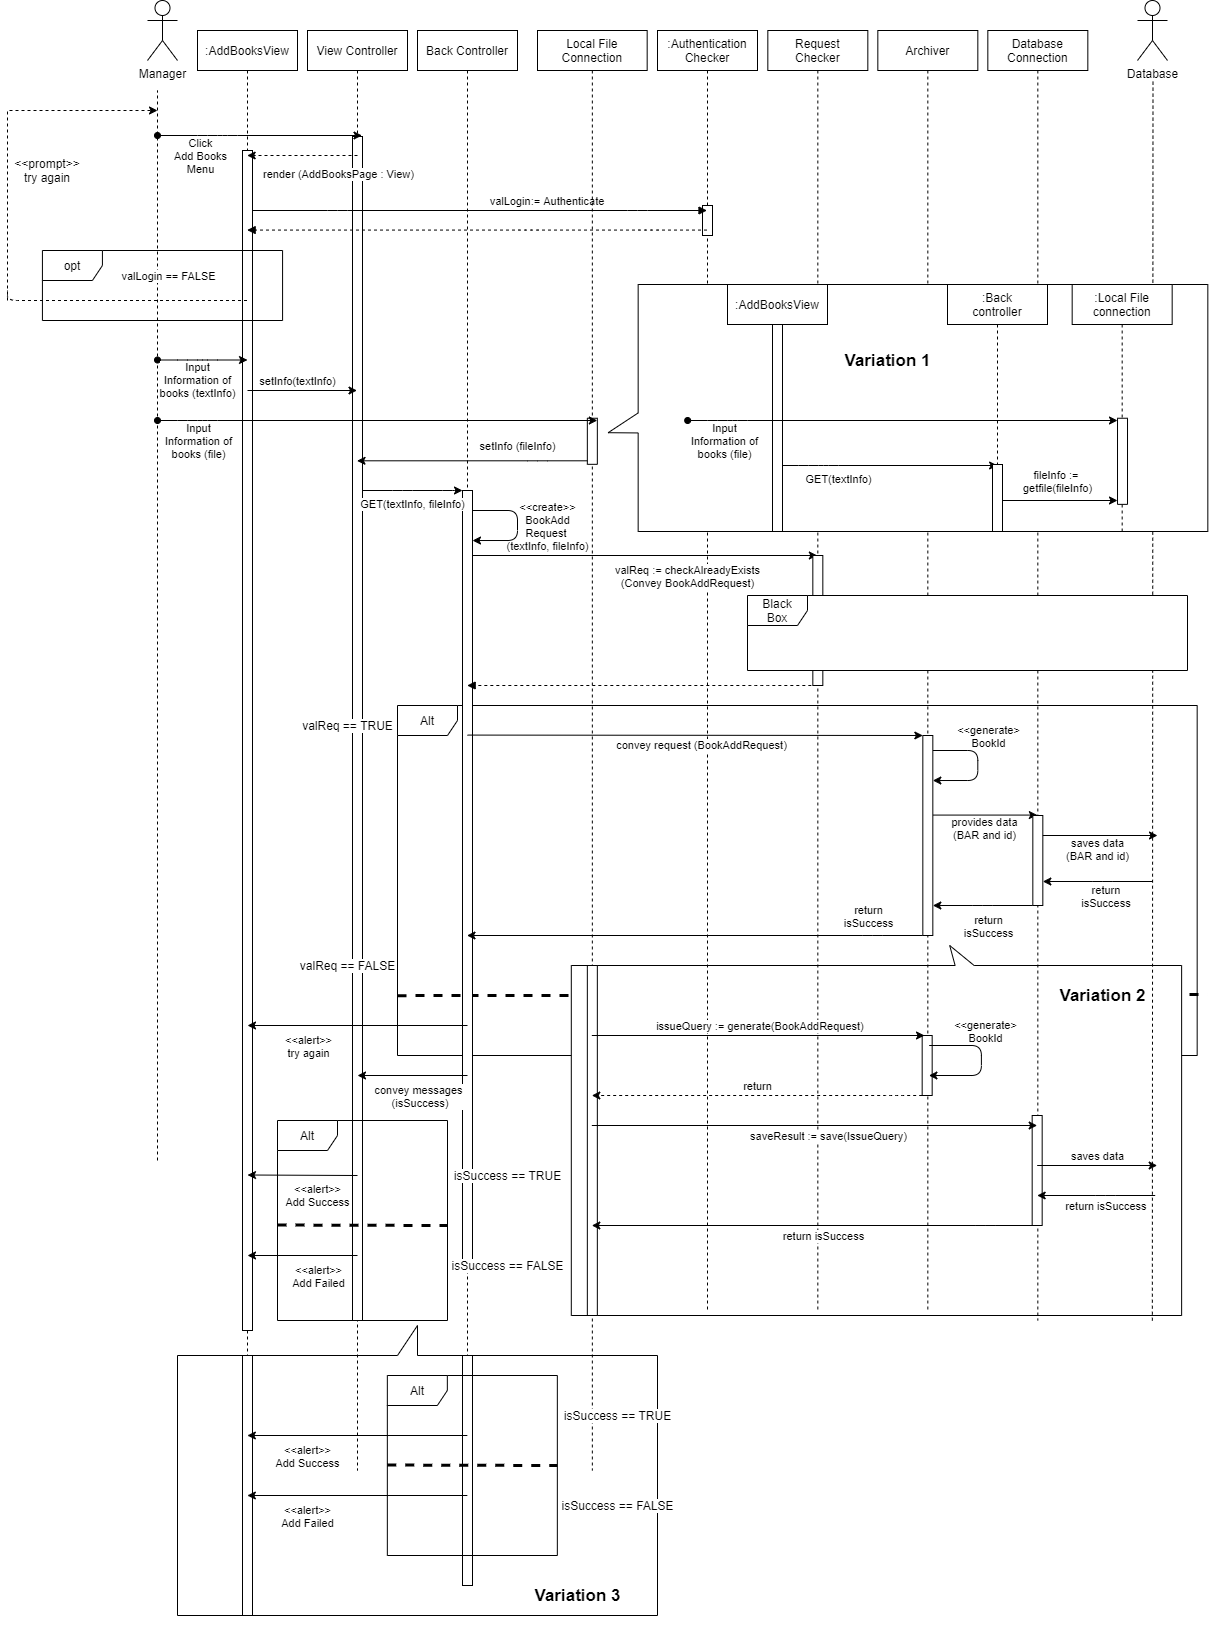 Manager
:AddBooksView
View Controller
Back Controller
Local File
Connection
:Authentication
Checker
Request
Checker
Archiver
Database
Connection
Database
Click
Add Books
Menu
<<prompt>>
try again
render (AddBooksPage : View)
valLogin:= Authenticate
opt
valLogin == FALSE
:AddBooksView
:Back
controller
:Local File
connection
Variation 1
Input
Information of
books (textInfo)
setInfo(textInfo)
Input
Information of
books (file)
setInfo (fileInfo)
Input
Information of
books (file)
GET(textInfo)
fileInfo :=
getfile(fileInfo)
GET(textInfo, fileInfo)
<<create>>
BookAdd
Request
(textInfo, fileInfo)
valReq := checkAlreadyExists
(Convey BookAddRequest)
Black
Box
valReq == TRUE
Alt
convey request (BookAddRequest)
<<generate>
BookId
provides data
(BAR and id)
saves data
(BAR and id)
return
isSuccess
return
isSuccess
return
isSuccess
valReq == FALSE
Variation 2
<<alert>>
try again
issueQuery := generate(BookAddRequest)
<<generate>
BookId
convey messages
(isSuccess)
return
Alt
saveResult := save(IssueQuery)
saves data
isSuccess == TRUE
<<alert>>
Add Success
return isSuccess
return isSuccess
isSuccess == FALSE
<<alert>>
Add Failed
Alt
isSuccess == TRUE
<<alert>>
Add Success
isSuccess == FALSE
<<alert>>
Add Failed
Variation 3